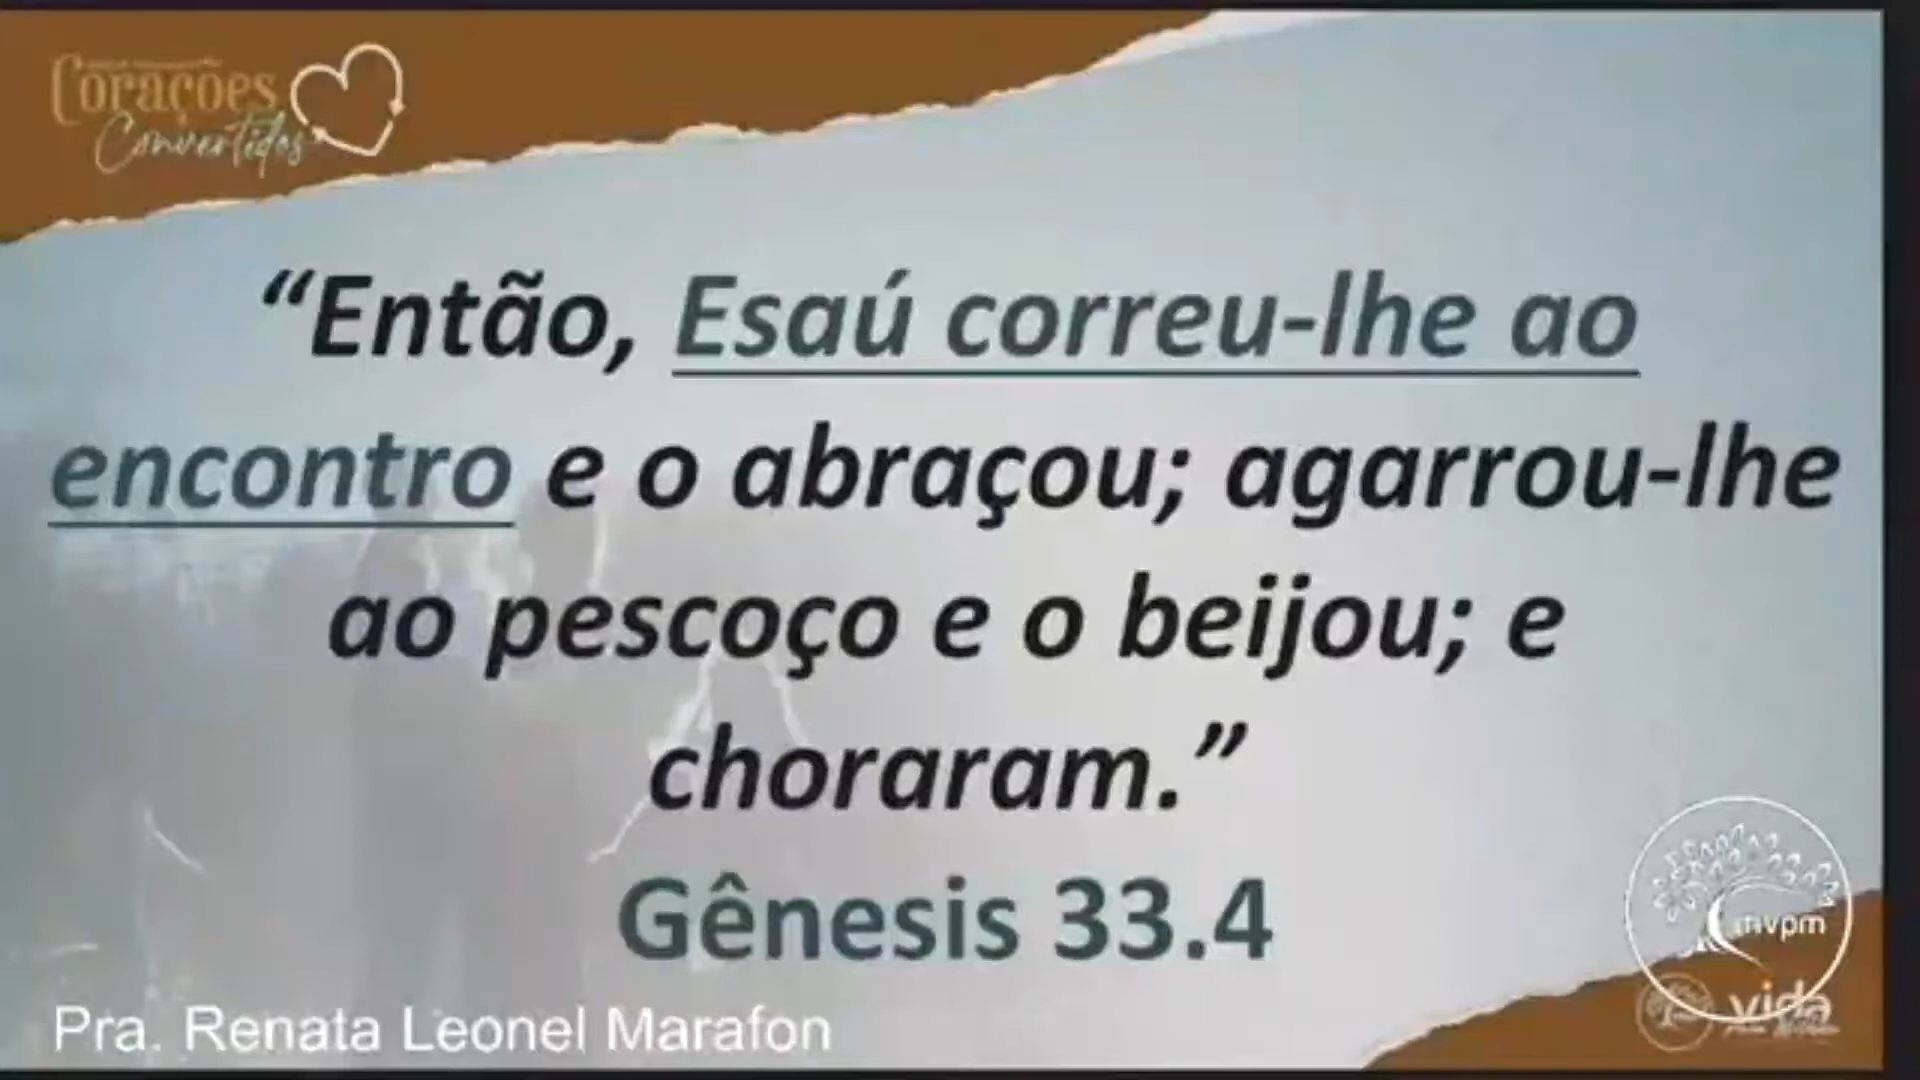 Corações
Convertidos
“Então, Esaú correu-lhe ao
encontro e o abraçou; agarrou-lhe
ao pescoço e o beijou; e
choraram.”
Gênesis 33.4
Pra. Renata Leonel Marafon
mvpm
vida